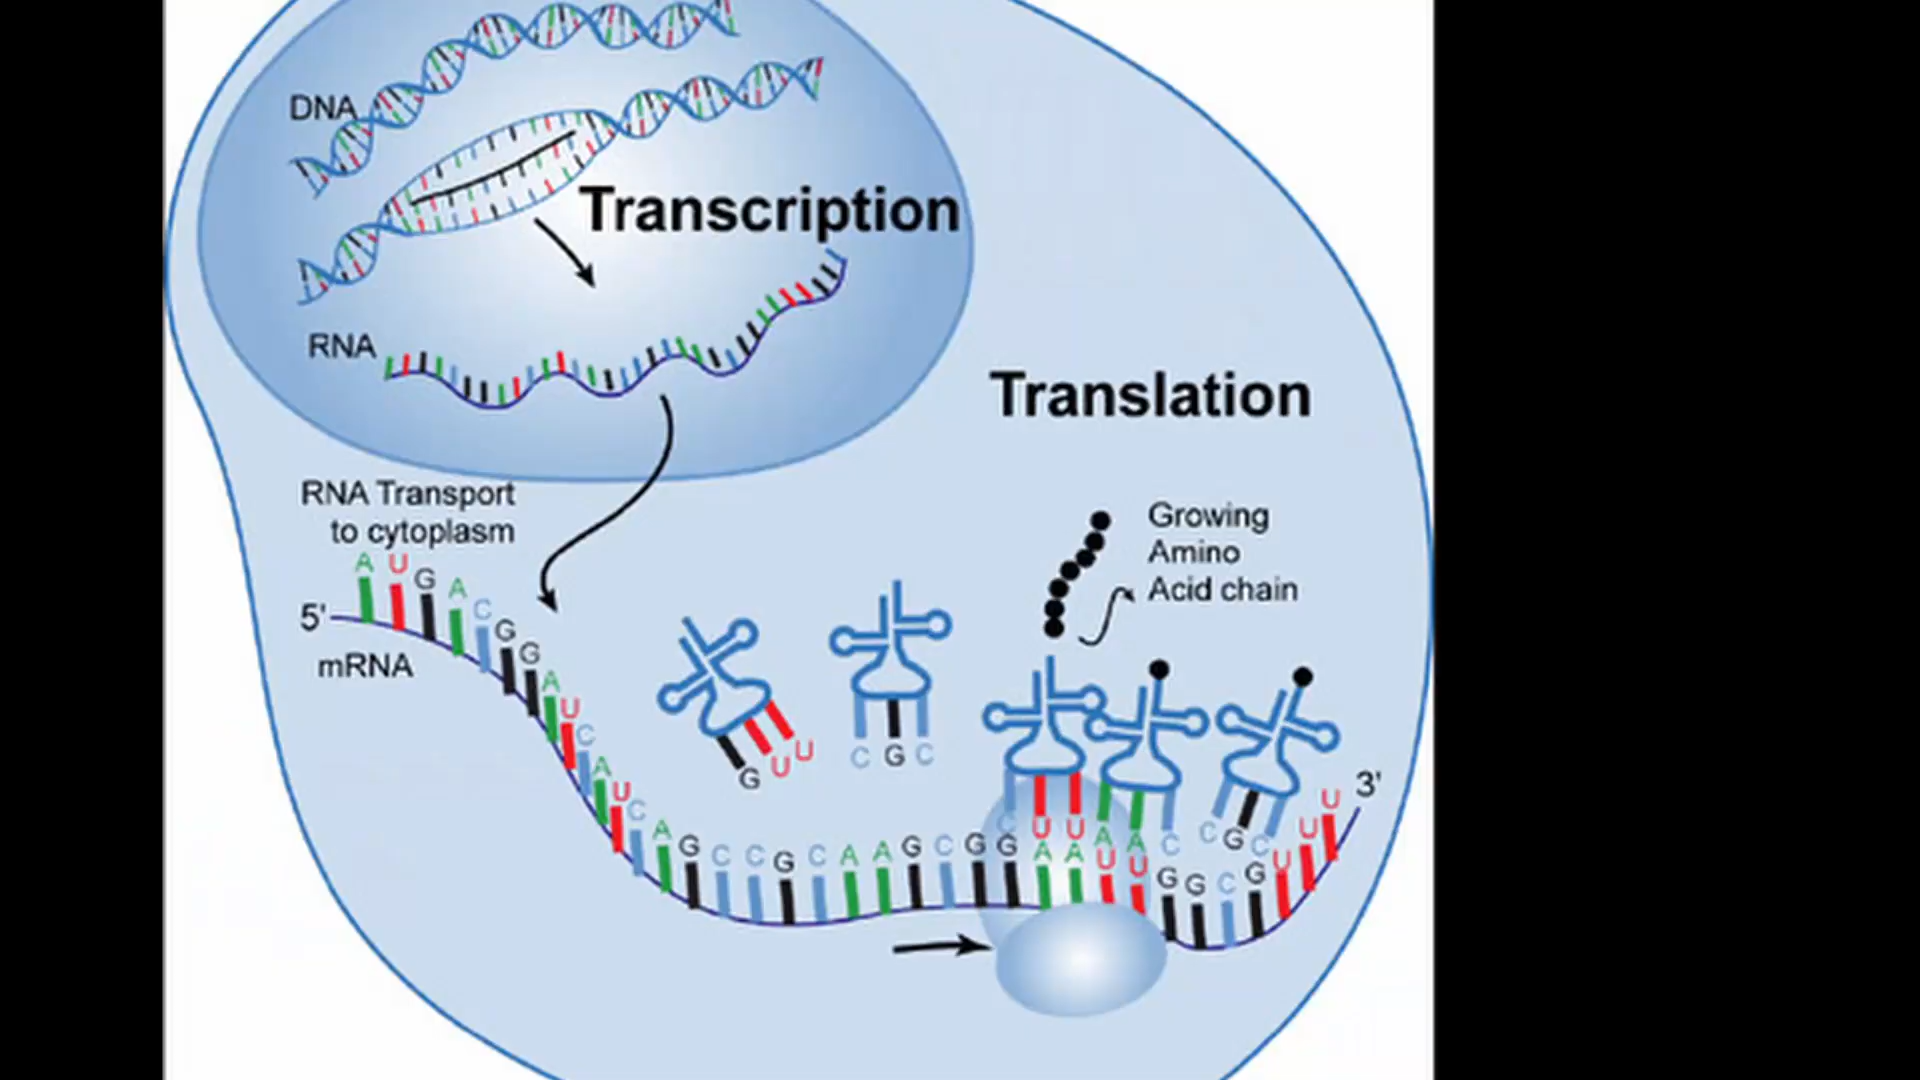 DNA
Transcription
RNA
Translation
RNA Transport
to cytoplasm
Growing
Amino
Acid chain
5'
A U G A C G G A U C A U C A G C C G C A A G C G G A A U U G G C G U U U
3'
mRNA
G U U
C G C
C U U
A A C
C G C